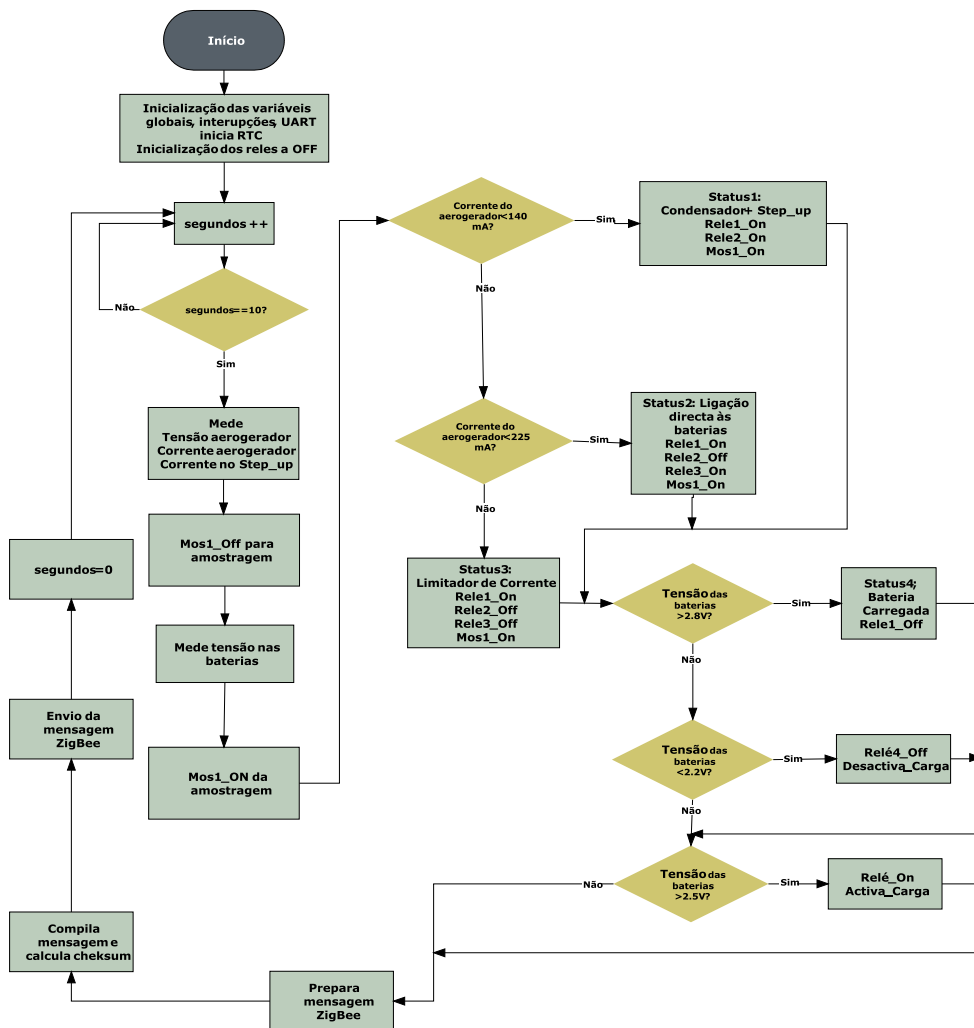 Início
Inicialização das variáveis
globais, interupções, UART
inicia RTC
Inicialização dos reles a OFF
segundos ++
segundos==10?
Não
Sim
Mede
Tensão aerogerador
Corrente aerogerador
Corrente no Step_up
Mos1_Off para
amostragem
Mede tensão nas
baterias
Mos1_ON da
amostragem
Corrente do
aerogerador<140
mA?
Sim
Status1:
Condensador+ Step_up
Rele1_On
Rele2_On
Mos1_On
Não
Corrente do
aerogerador<225
mA?
Sim
Status2: Ligação
directa às
baterias
Rele1_On
Rele2_Off
Rele3_On
Mos1_On
Não
Status3:
Limitador de Corrente
Rele1_On
Rele2_Off
Rele3_Off
Mos1_On
Tensão das
baterias
>2.8V?
Sim
Status4;
Bateria
Carregada
Rele1_Off
Não
Tensão das
baterias
<2.2V?
Sim
Relé4_Off
Desactiva_Carga
Não
Tensão das
baterias
>2.5V?
Sim
Relé_On
Activa_Carga
Não
Prepara
mensagem
ZigBee
Compila
mensagem e
calcula cheksum
Envio da
mensagem
ZigBee
segundos=0